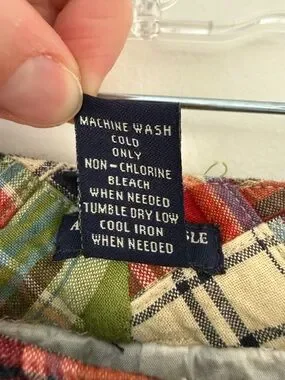 MACHINE WASH
COLD
ONLY
NON-CHLORINE
BLEACH
WHEN NEEDED
TUMBLE DRY LOW
COOL IRON
WHEN NEEDED